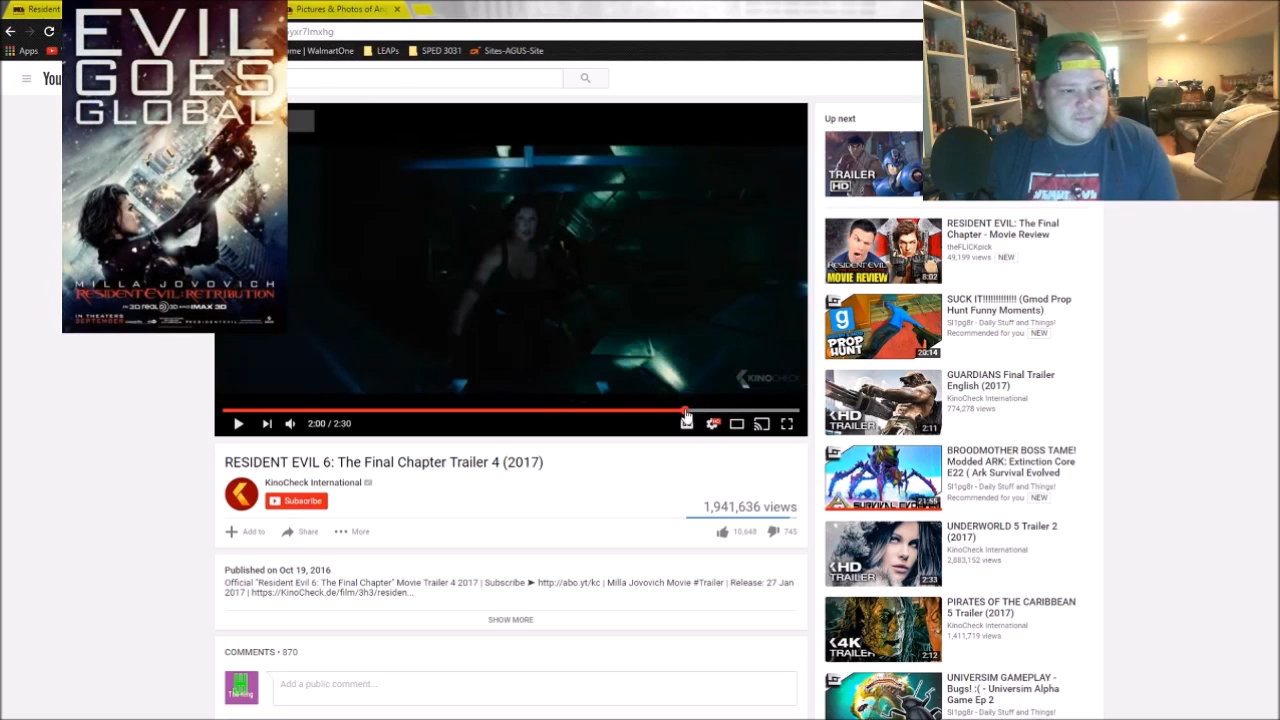 Resident
Pictures & Photos of An
yxr7Imxhg
Apps
me | WalmartOne
LEAPs
SPED 3031
Sites-AGUS-Site
You
EVIL
GOES
GLOBAL
MILLA JOVOVICH
RESIDENT EVIL: RETRIBUTION
IN THEATERS
SEPTEMBER
KINOCHECK
2:00 / 2:30
RESIDENT EVIL 6: The Final Chapter Trailer 4 (2017)
KinoCheck International
Subscribe
1,941,636 views
Add to
Share
More
10,648
745
Published on Oct 19, 2016
Official "Resident Evil 6: The Final Chapter" Movie Trailer 4 2017 | Subscribe ➤ http://abo.yt/kc | Milla Jovovich Movie #Trailer | Release: 27 Jan
2017 | https://KinoCheck.de/film/3h3/residen...
SHOW MORE
COMMENTS • 870
Add a public comment...
Up next
TRAILER
HD
RESIDENT EVIL: The Final
Chapter - Movie Review
theFLICKpick
49,199 views NEW
MOVIE REVIEW
8:02
SUCK IT!!!!!!!!!!!!! (Gmod Prop
Hunt Funny Moments)
Sl1pg8r - Daily Stuff and Things!
Recommended for you NEW
PROP
HUNT
20:14
GUARDIANS Final Trailer
English (2017)
KinoCheck International
774,278 views
HD
TRAILER
2:11
BROODMOTHER BOSS TAME!
Modded ARK: Extinction Core
E22 ( Ark Survival Evolved
Sl1pg8r - Daily Stuff and Things!
Recommended for you NEW
SURVIVAL EVOLVED
21:55
UNDERWORLD 5 Trailer 2
(2017)
KinoCheck International
2,883,152 views
HD
TRAILER
2:33
PIRATES OF THE CARIBBEAN
5 Trailer (2017)
KinoCheck International
1,411,719 views
4K
TRAILER
2:12
UNIVERSIM GAMEPLAY -
Bugs! :( - Universim Alpha
Game Ep 2
Sl1pg8r - Daily Stuff and Things!